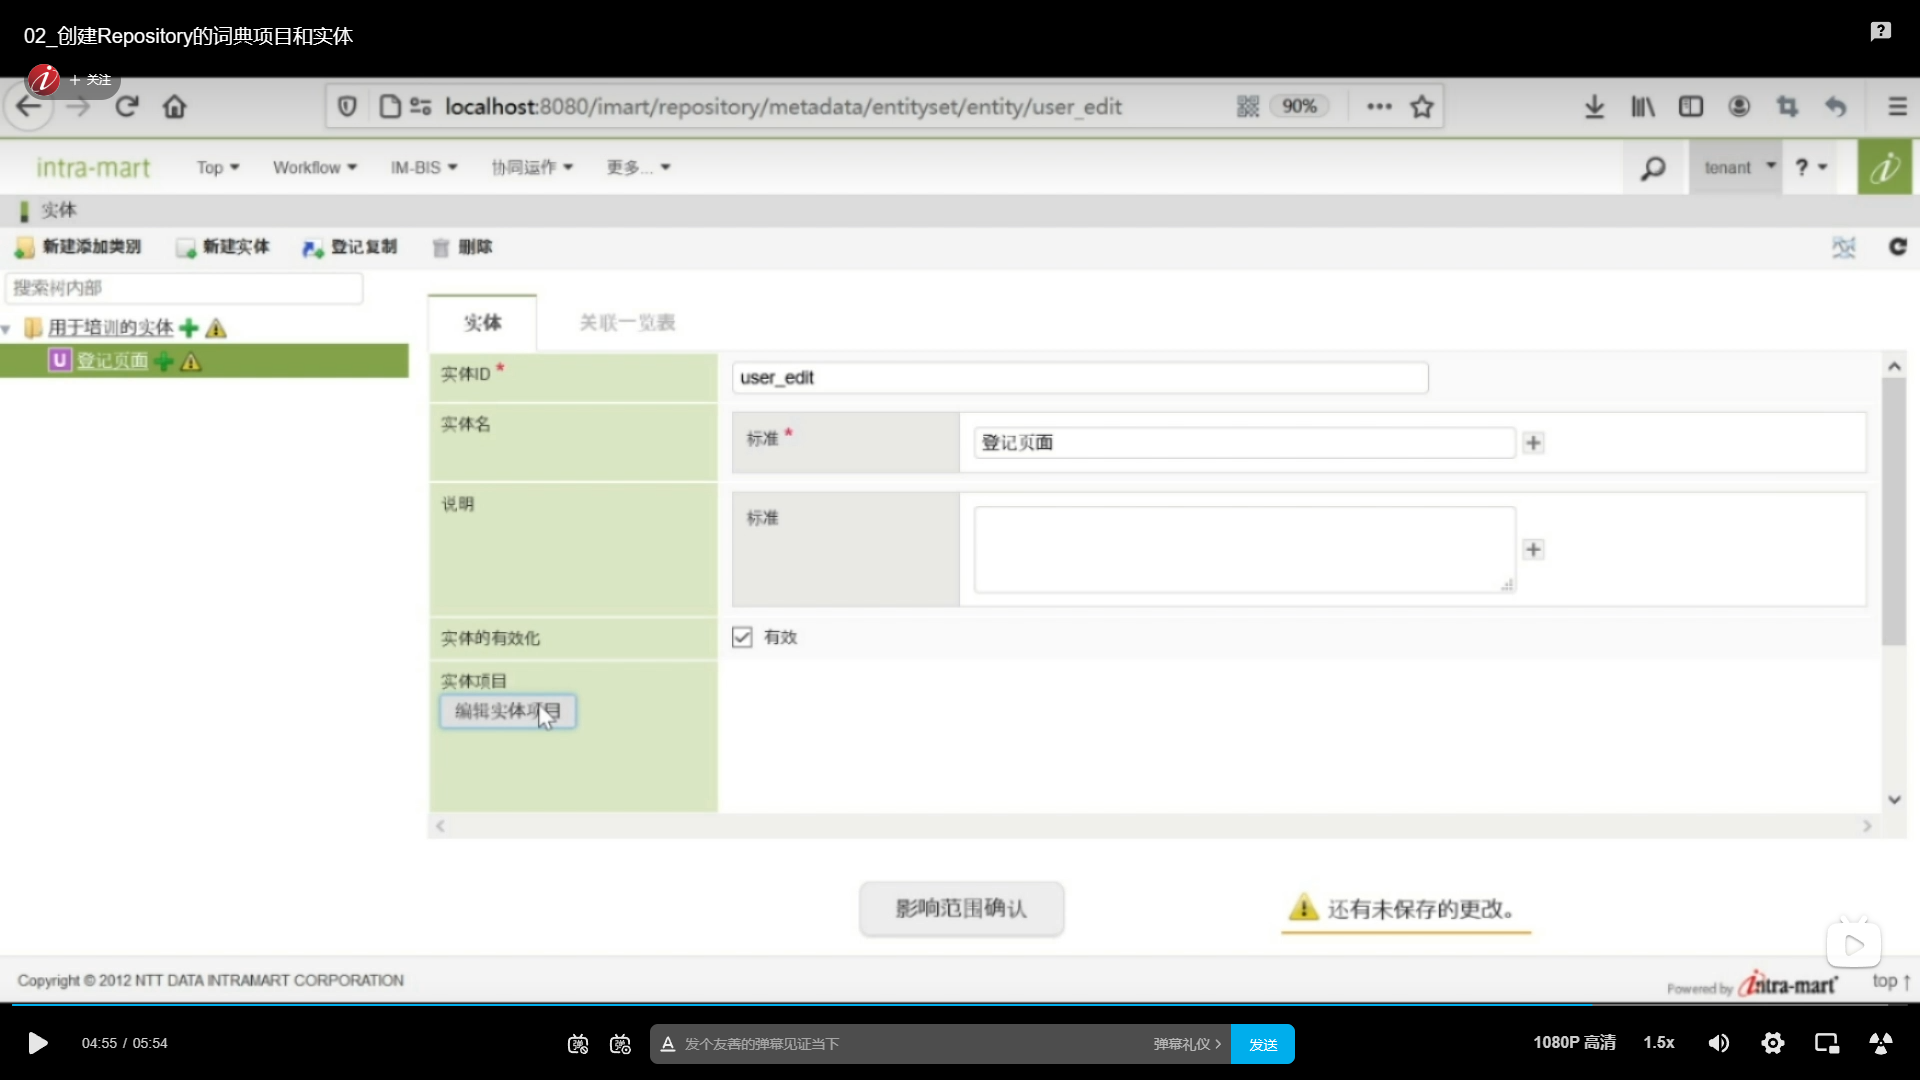 02_创建Repository的词典项目和实体
+ 关注
localhost:8080/imart/repository/metadata/entityset/entity/user_edit
90%
intra-mart
Top
Workflow
IM-BIS
协同运作
更多...
tenant
?
实体
新建添加类别
新建实体
登记复制
删除
搜索树内部
用于培训的实体
U 登记页面
实体
关联一览表
实体ID *
user_edit
实体名
标准 *
登记页面
说明
标准
实体的有效化
有效
实体项目
编辑实体项目
影响范围确认
还有未保存的更改。
Copyright © 2012 NTT DATA INTRAMART CORPORATION
Powered by intra-mart
top ↑
04:55 / 05:54
发个友善的弹幕见证当下
弹幕礼仪 >
发送
1080P 高清
1.5x